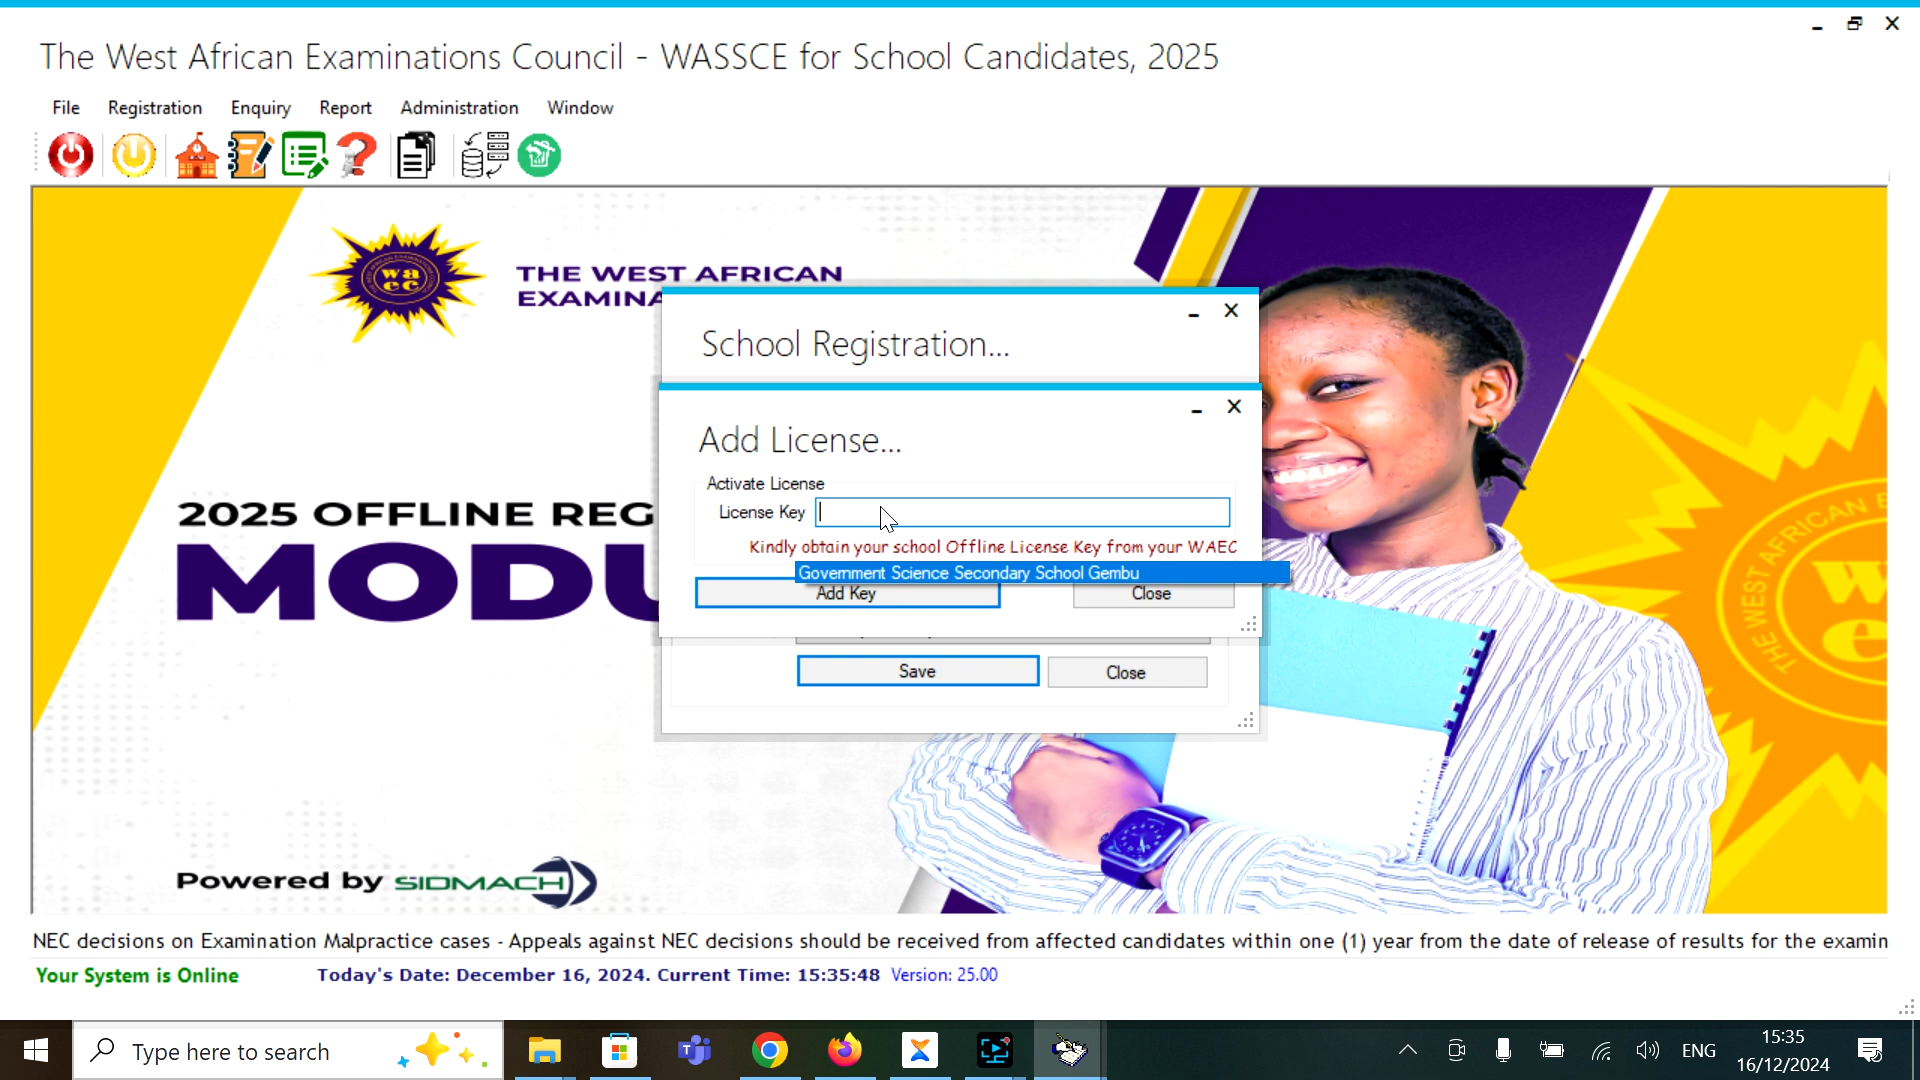 The West African Examinations Council - WASSCE for School Candidates, 2025
File Registration Enquiry Report Administration Window
waec
THE WEST AFRICAN
EXAMINA
School Registration...
Add License...
Activate License
License Key
Kindly obtain your school Offline License Key from your WAEC
Government Science Secondary School Gembu
Add Key Close
Save Close
2025 OFFLINE REG
MODU
THE WEST AFRICAN E
Powered by SIDMACH
NEC decisions on Examination Malpractice cases - Appeals against NEC decisions should be received from affected candidates within one (1) year from the date of release of results for the examin
Your System is Online Today's Date: December 16, 2024. Current Time: 15:35:48 Version: 25.00
Type here to search
ENG
15:35
16/12/2024